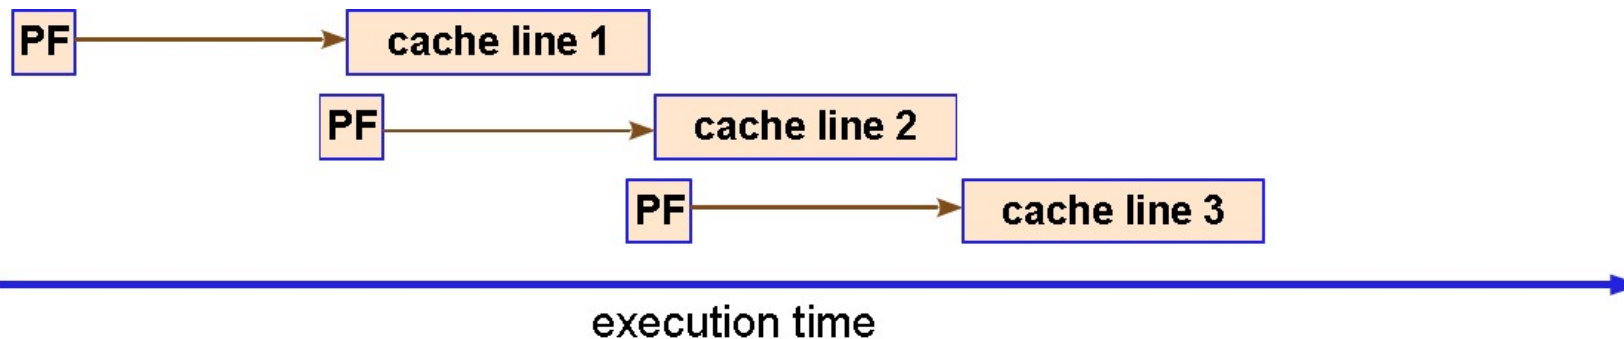 PF cache line 1
PF cache line 2
PF cache line 3
execution time